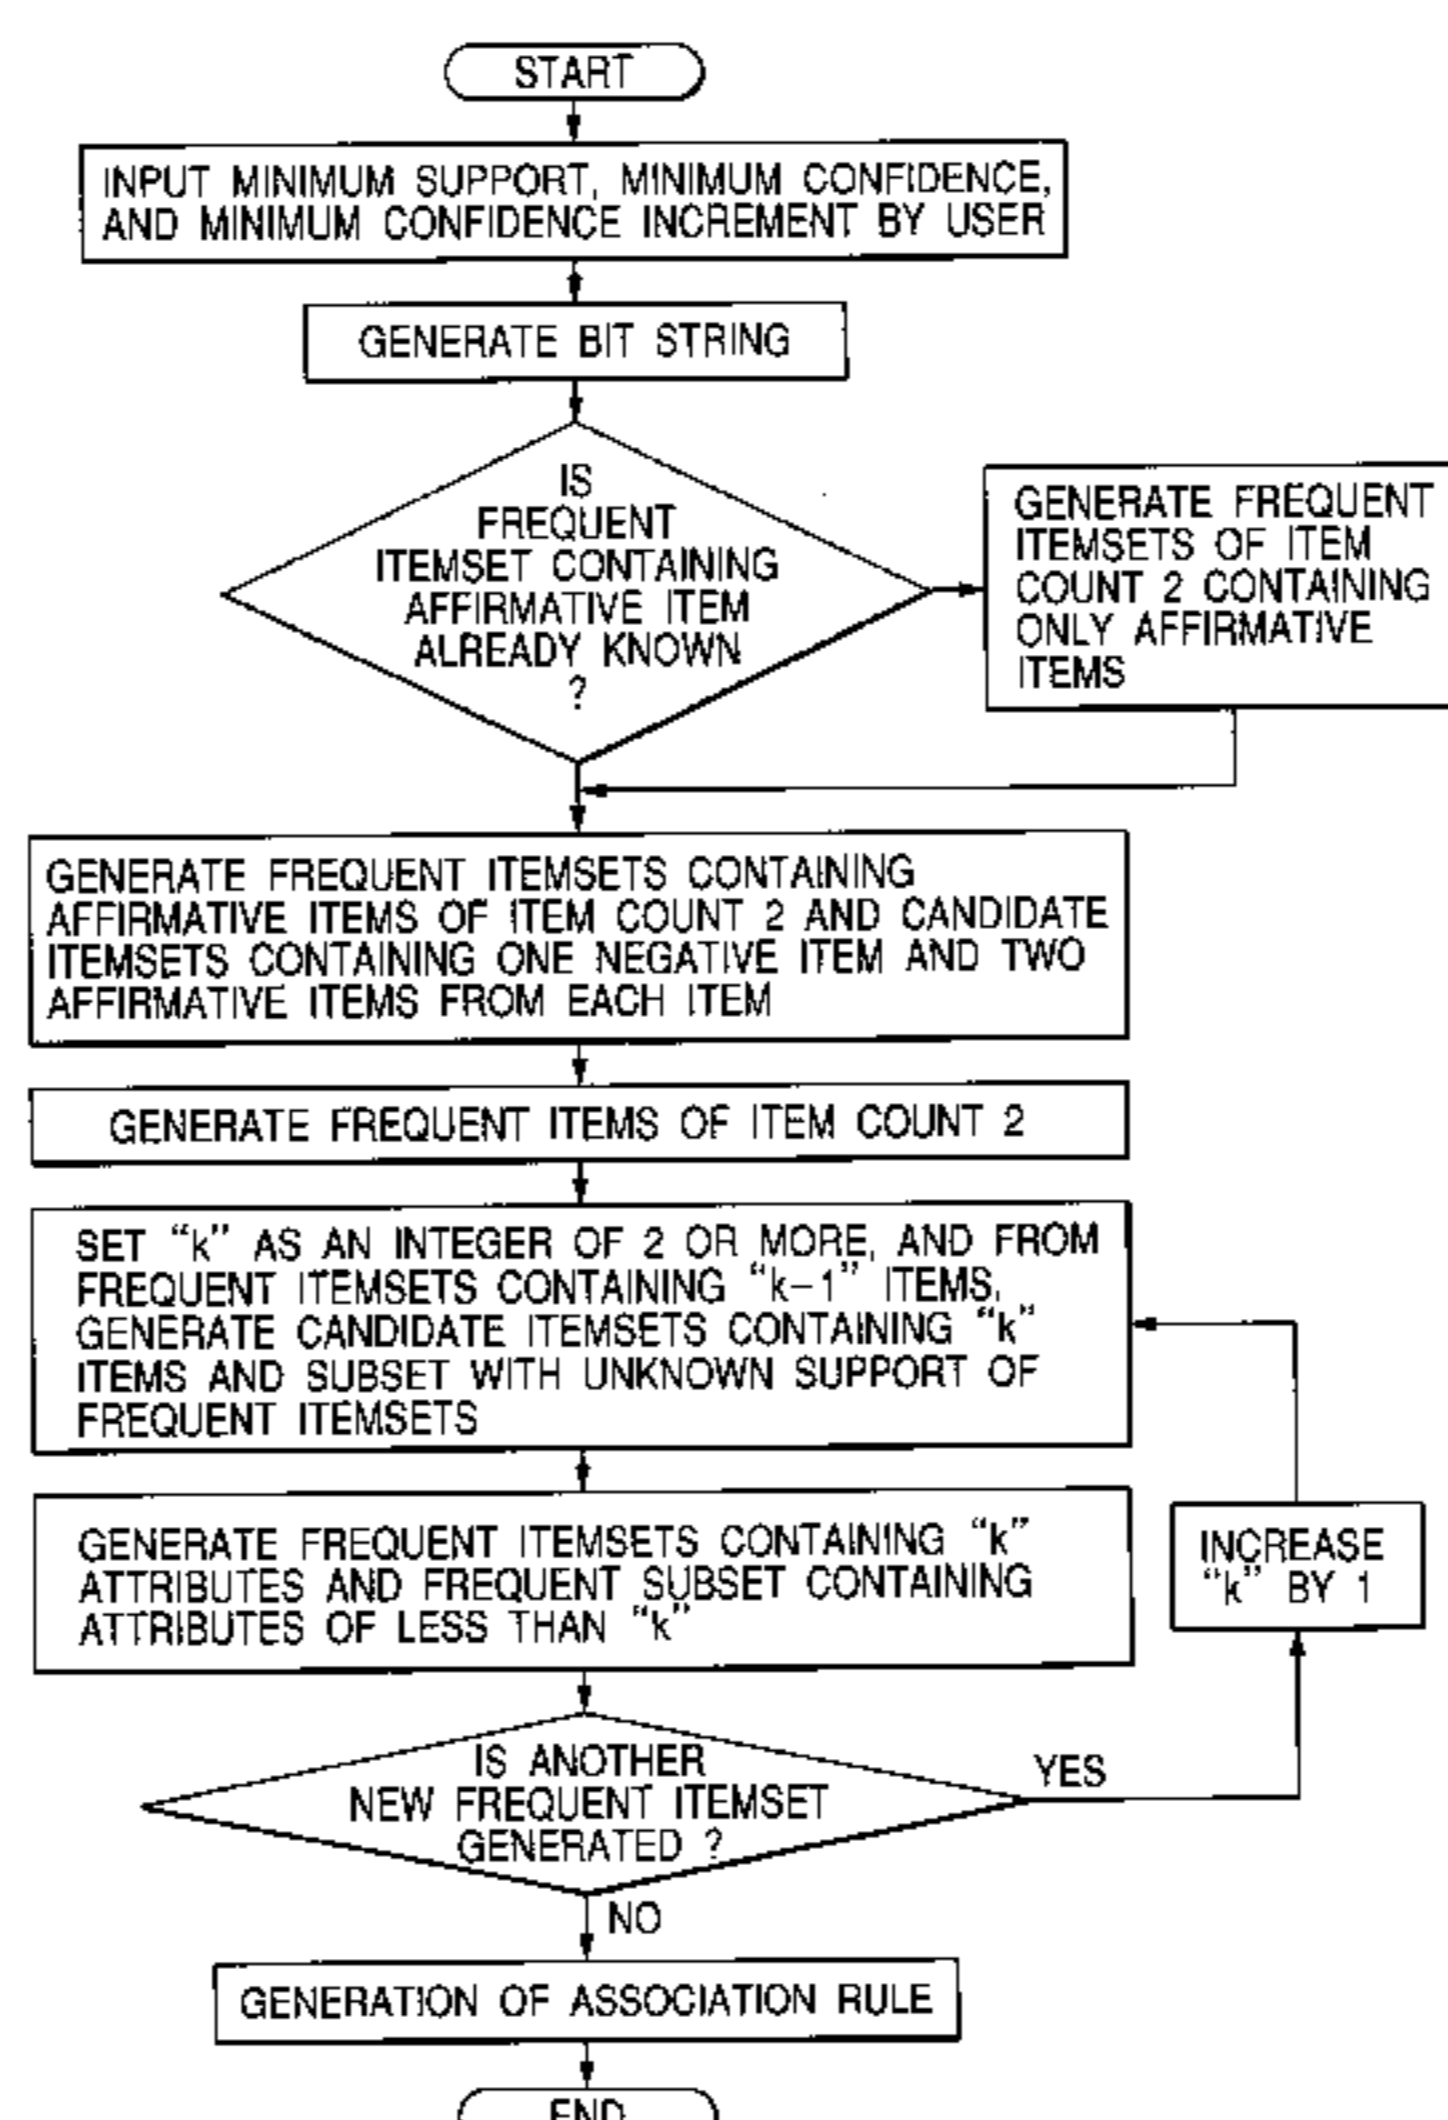 START
INPUT MINIMUM SUPPORT, MINIMUM CONFIDENCE,
AND MINIMUM CONFIDENCE INCREMENT BY USER
GENERATE BIT STRING
IS
FREQUENT
ITEMSET CONTAINING
AFFIRMATIVE ITEM
ALREADY KNOWN
?
GENERATE FREQUENT
ITEMSETS OF ITEM
COUNT 2 CONTAINING
ONLY AFFIRMATIVE
ITEMS
GENERATE FREQUENT ITEMSETS CONTAINING
AFFIRMATIVE ITEMS OF ITEM COUNT 2 AND CANDIDATE
ITEMSETS CONTAINING ONE NEGATIVE ITEM AND TWO
AFFIRMATIVE ITEMS FROM EACH ITEM
GENERATE FREQUENT ITEMS OF ITEM COUNT 2
SET “k” AS AN INTEGER OF 2 OR MORE, AND FROM
FREQUENT ITEMSETS CONTAINING “k−1” ITEMS,
GENERATE CANDIDATE ITEMSETS CONTAINING “k”
ITEMS AND SUBSET WITH UNKNOWN SUPPORT OF
FREQUENT ITEMSETS
GENERATE FREQUENT ITEMSETS CONTAINING “k”
ATTRIBUTES AND FREQUENT SUBSET CONTAINING
ATTRIBUTES OF LESS THAN “k”
INCREASE
“k” BY 1
IS ANOTHER
NEW FREQUENT ITEMSET
GENERATED ?
YES
NO
GENERATION OF ASSOCIATION RULE
END